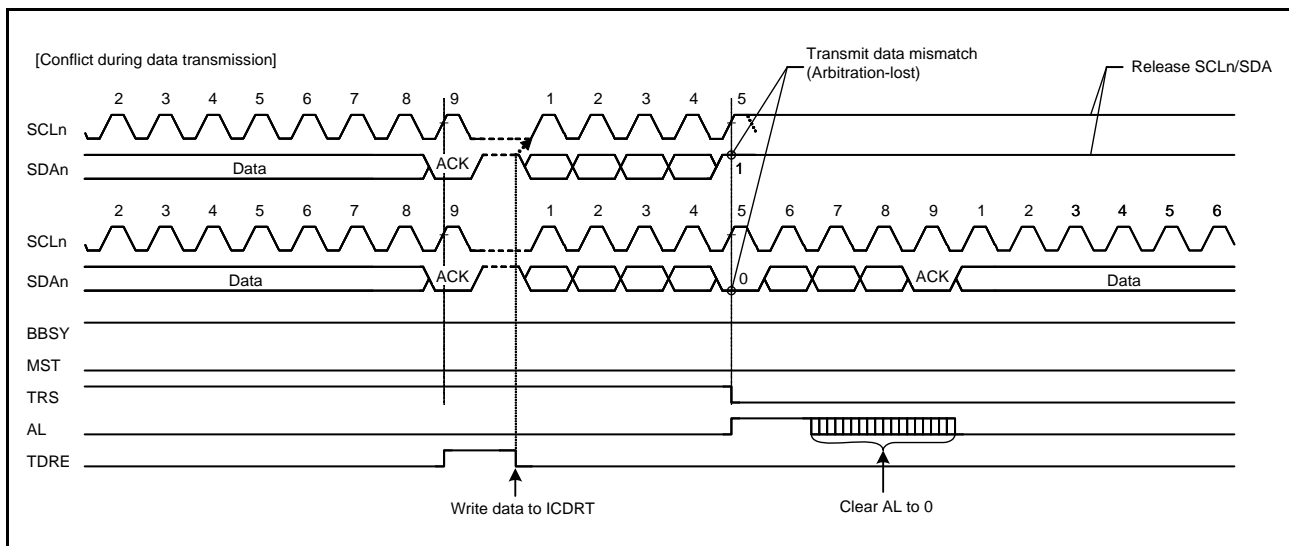 [Conflict during data transmission]
Transmit data mismatch
(Arbitration-lost)
Release SCLn/SDA
2 3 4 5 6 7 8 9 1 2 3 4 5
SCLn
SDAn Data ACK 1
2 3 4 5 6 7 8 9 1 2 3 4 5 6 7 8 9 1 2 3 4 5 6
SCLn
SDAn Data ACK 0 ACK Data
BBSY
MST
TRS
AL
TDRE
Write data to ICDRT
Clear AL to 0